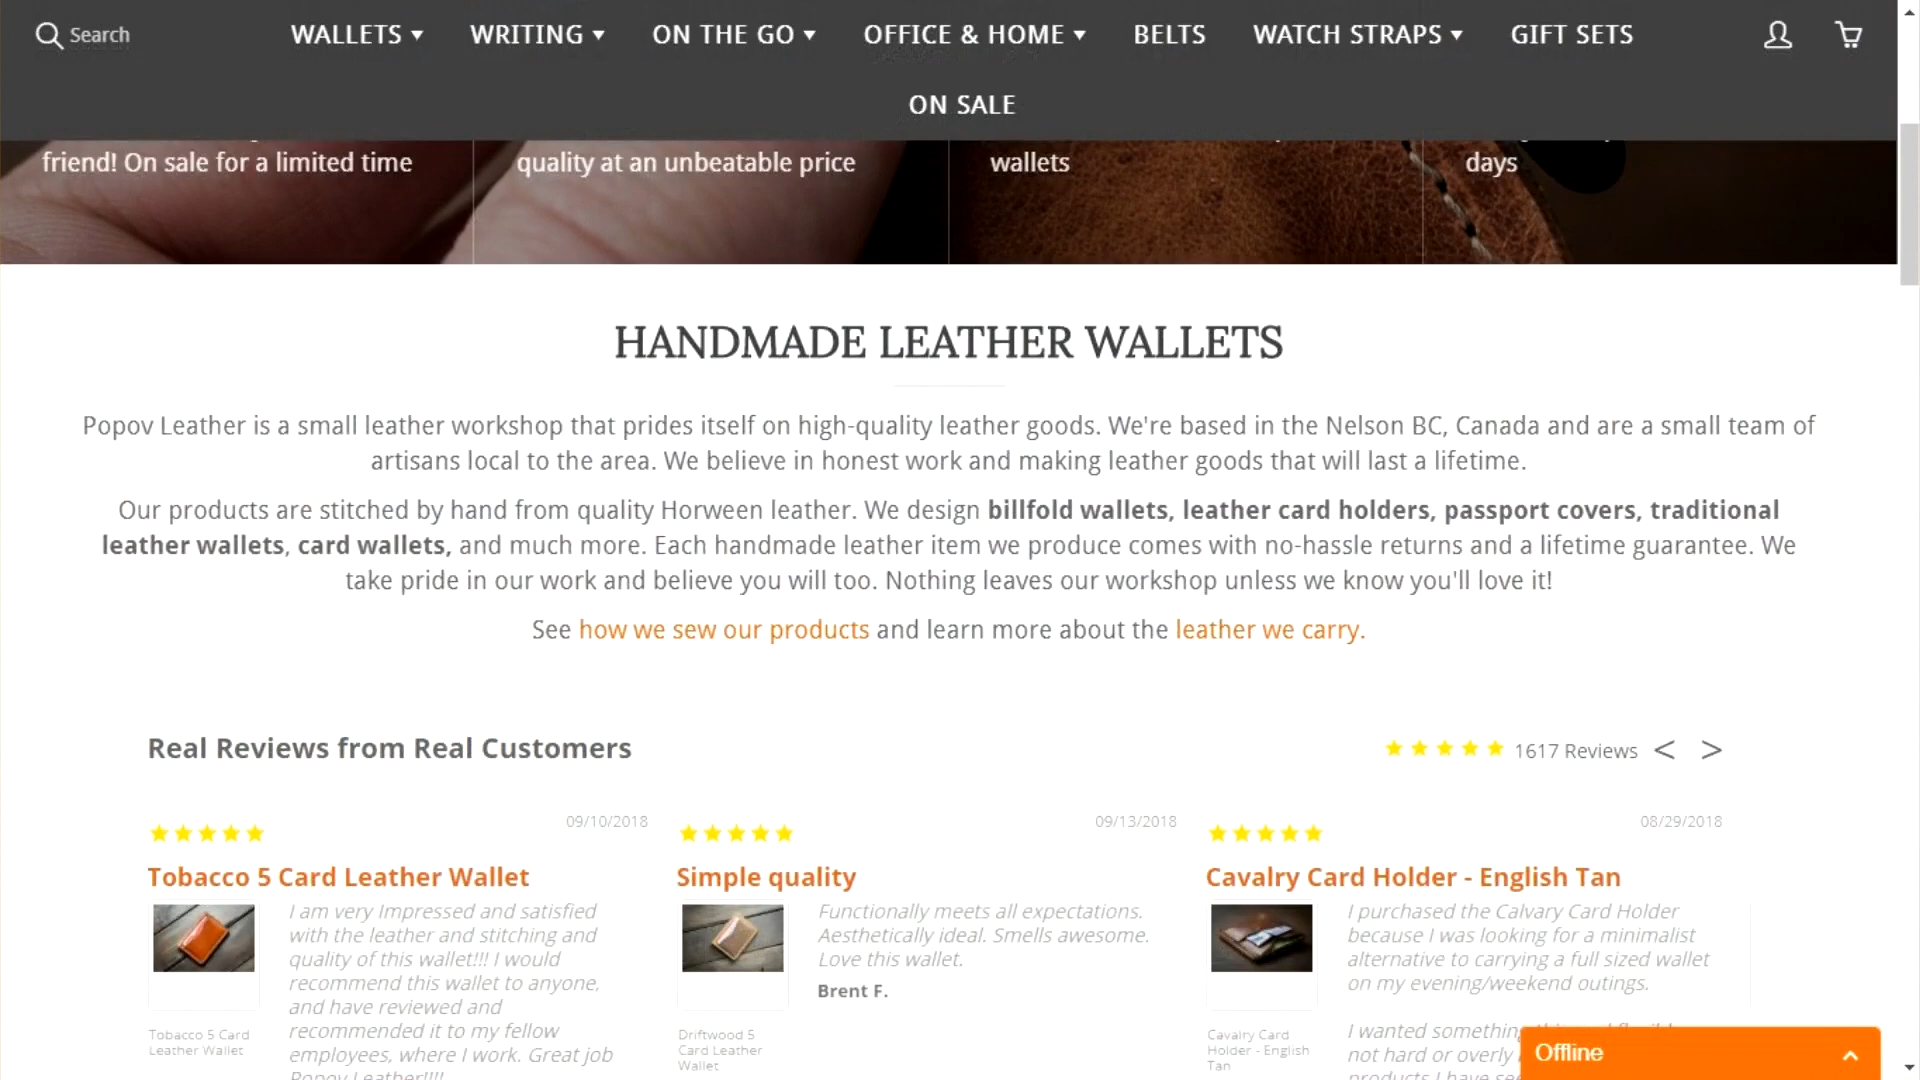 Search
WALLETS ▾
WRITING ▾
ON THE GO ▾
OFFICE & HOME ▾
BELTS
WATCH STRAPS ▾
GIFT SETS
ON SALE
friend! On sale for a limited time
quality at an unbeatable price
wallets
days
HANDMADE LEATHER WALLETS
Popov Leather is a small leather workshop that prides itself on high-quality leather goods. We're based in the Nelson BC, Canada and are a small team of
artisans local to the area. We believe in honest work and making leather goods that will last a lifetime.
Our products are stitched by hand from quality Horween leather. We design billfold wallets, leather card holders, passport covers, traditional
leather wallets, card wallets, and much more. Each handmade leather item we produce comes with no-hassle returns and a lifetime guarantee. We
take pride in our work and believe you will too. Nothing leaves our workshop unless we know you'll love it!
See how we sew our products and learn more about the leather we carry.
Real Reviews from Real Customers
1617 Reviews < >
09/10/2018
Tobacco 5 Card Leather Wallet
I am very Impressed and satisfied
with the leather and stitching and
quality of this wallet!!! I would
recommend this wallet to anyone,
and have reviewed and
recommended it to my fellow
employees, where I work. Great job
Popov Leather!!!!
Tobacco 5 Card
Leather Wallet
09/13/2018
Simple quality
Functionally meets all expectations.
Aesthetically ideal. Smells awesome.
Love this wallet.
Brent F.
Driftwood 5
Card Leather
Wallet
08/29/2018
Cavalry Card Holder - English Tan
I purchased the Calvary Card Holder
because I was looking for a minimalist
alternative to carrying a full sized wallet
on my evening/weekend outings.
I wanted something
not hard or overly
products I have
Cavalry Card
Holder - English
Tan
Offline